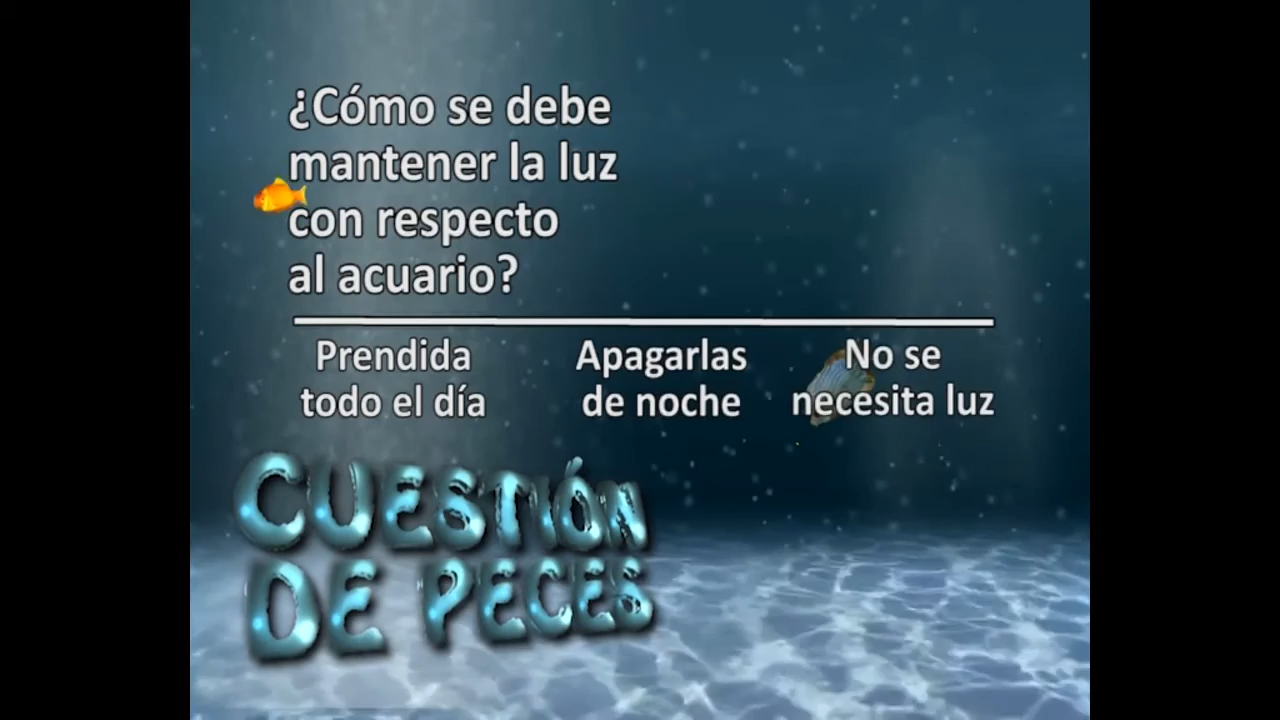 ¿Cómo se debe
mantener la luz
con respecto
al acuario?
Prendida
todo el día
Apagarlas
de noche
No se
necesita luz
CUESTIÓN
DE PECES